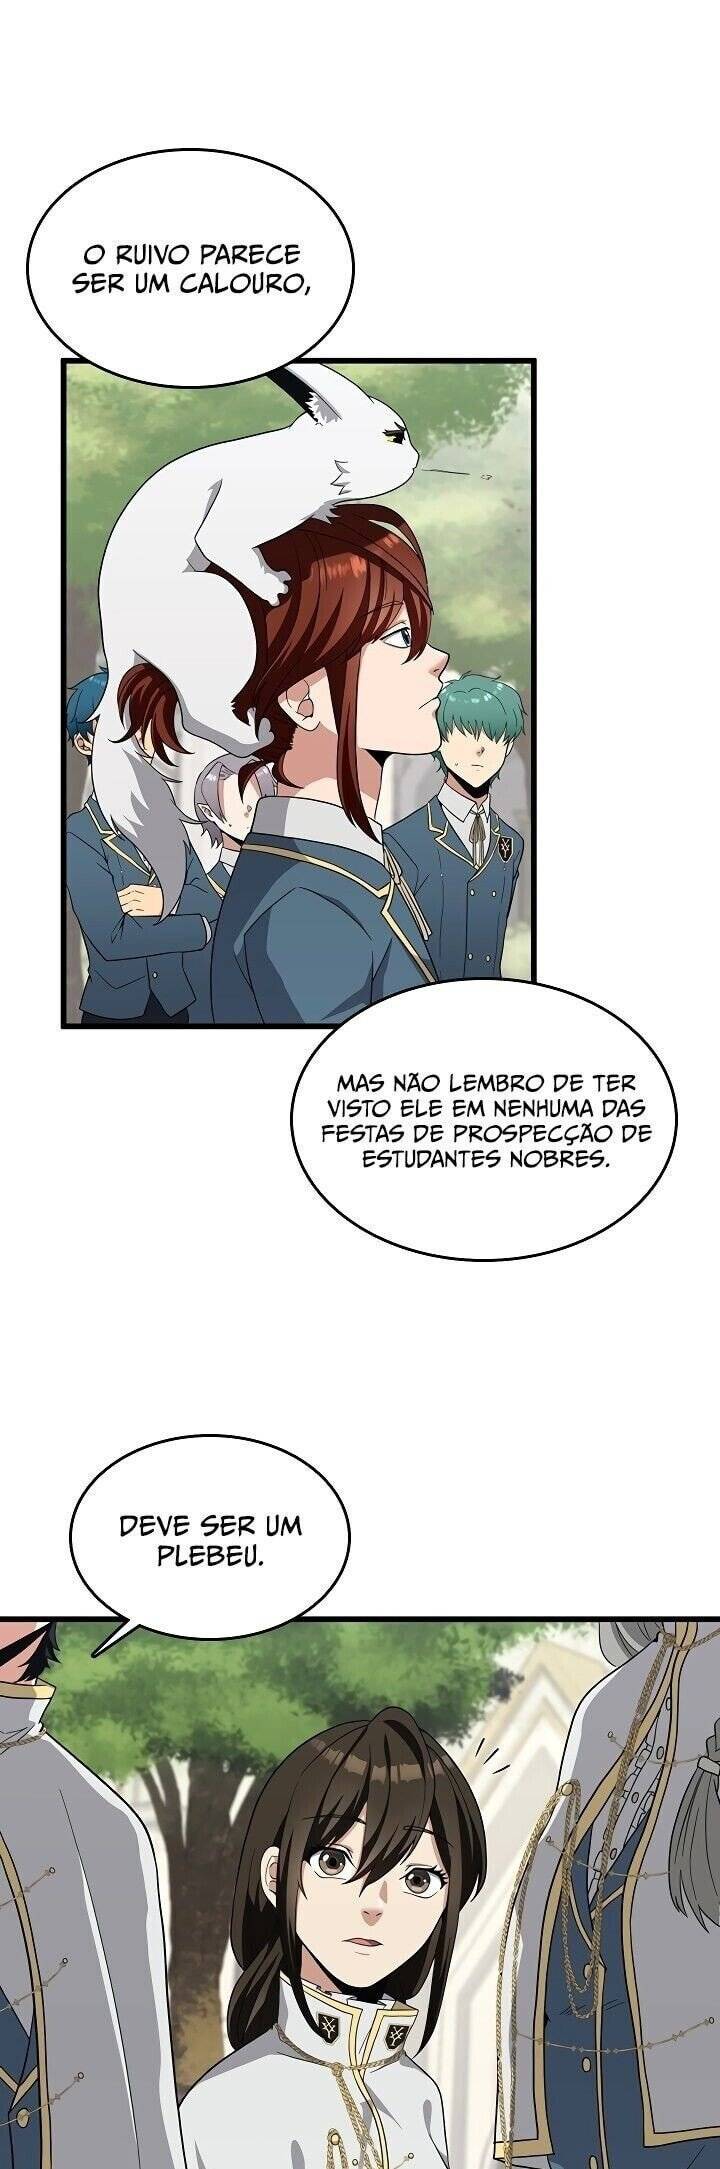 O RUIVO PARECE
SER UM CALOURO,
MAS NÃO LEMBRO DE TER
VISTO ELE EM NENHUMA DAS
FESTAS DE PROSPECÇÃO DE
ESTUDANTES NOBRES.
DEVE SER UM
PLEBEU.